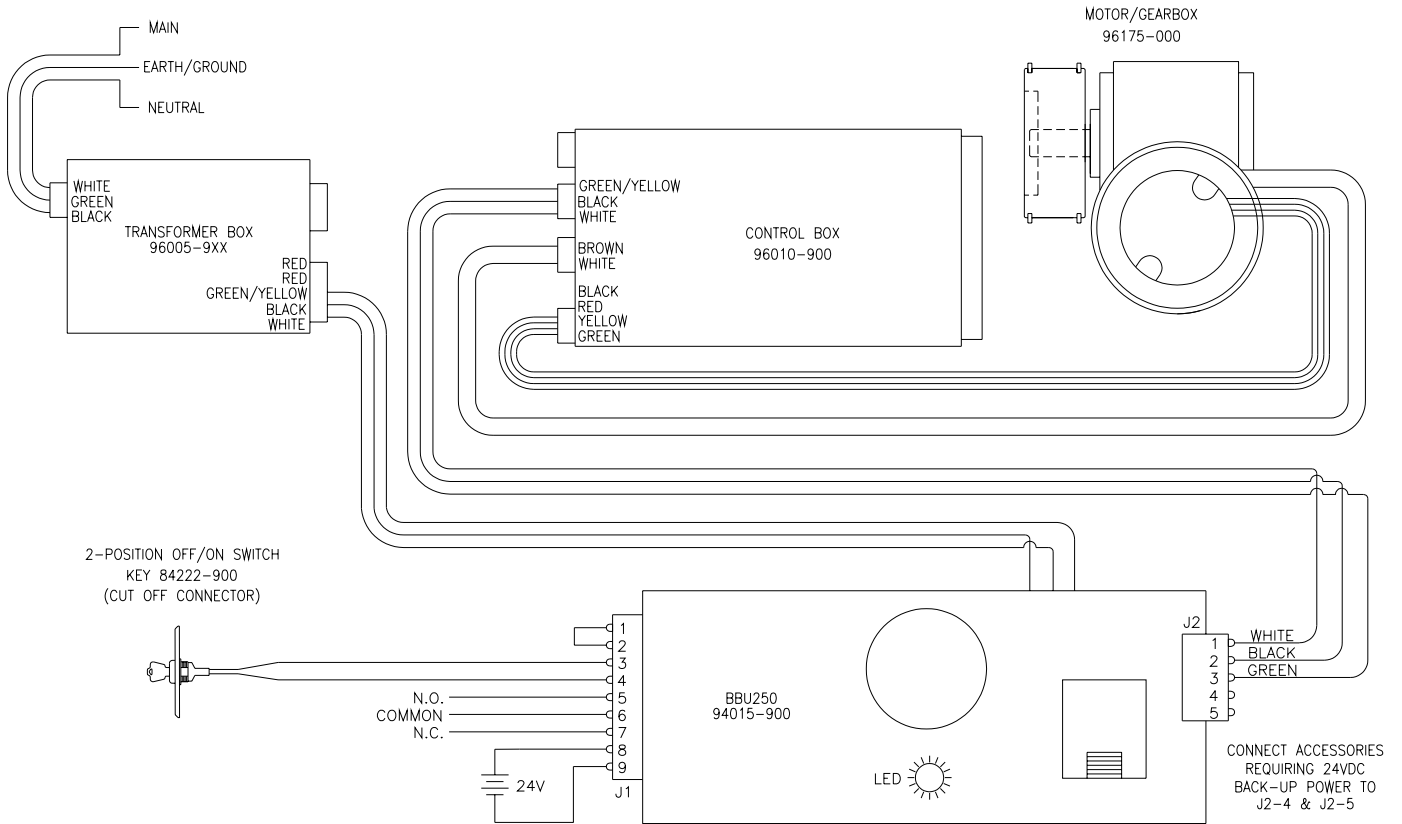 MAIN
EARTH/GROUND
NEUTRAL
WHITE
GREEN
BLACK
TRANSFORMER BOX
96005-9XX
RED
RED
GREEN/YELLOW
BLACK
WHITE
MOTOR/GEARBOX
96175-000
GREEN/YELLOW
BLACK
WHITE
BROWN
WHITE
BLACK
RED
YELLOW
GREEN
CONTROL BOX
96010-900
2-POSITION OFF/ON SWITCH
KEY 84222-900
(CUT OFF CONNECTOR)
1
2
3
4
5
6
7
8
9
J1
N.O.
COMMON
N.C.
24V
BBU250
94015-900
LED
J2
1
2
3
4
5
WHITE
BLACK
GREEN
CONNECT ACCESSORIES
REQUIRING 24VDC
BACK-UP POWER TO
J2-4 & J2-5